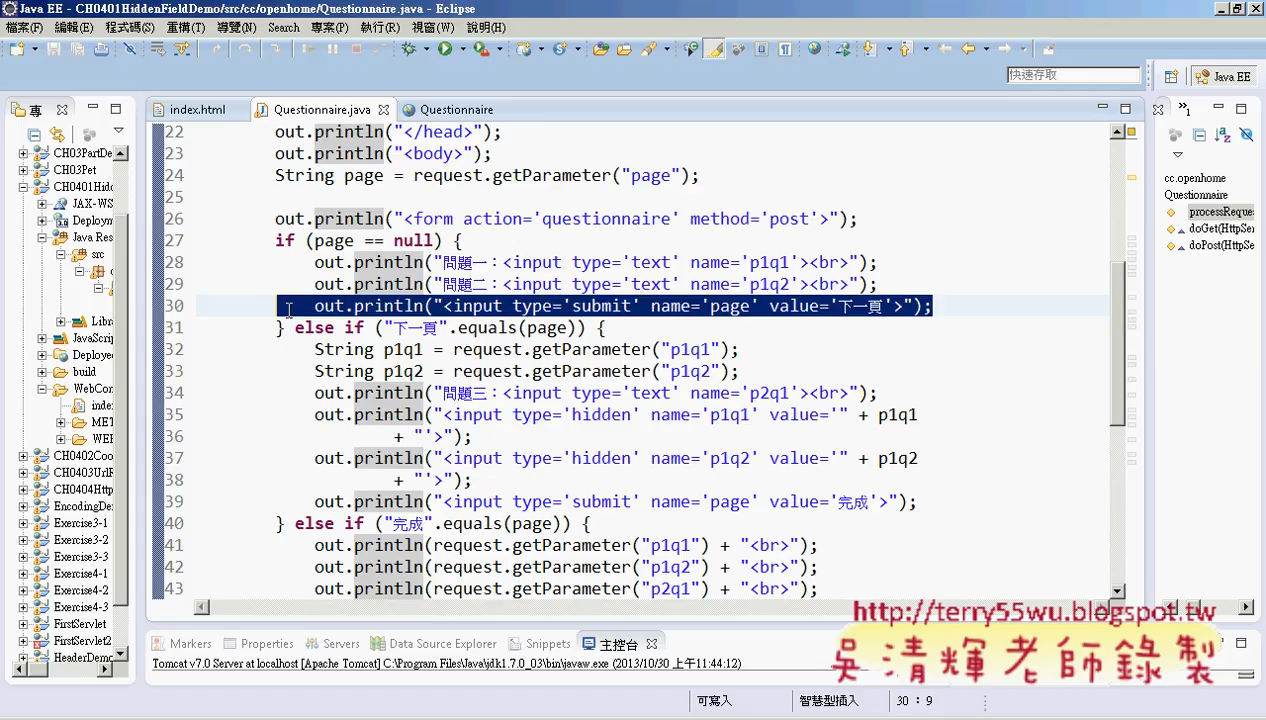 Java EE - CH0401HiddenFieldDemo/src/cc/openhome/Questionnaire.java - Eclipse
檔案(F) 編輯(E) 程式碼(S) 重構(T) 導覽(N) Search 專案(P) 執行(R) 視窗(W) 說明(H)
快速存取
Java EE
專
index.html
Questionnaire.java
Questionnaire
CH03PartDe
CH03Pet
CH0401Hidd
JAX-WS
Deploym
Java Res
src
Libra
JavaScri
Deploye
build
WebCon
inde
MET
WEB
CH0402Coo
CH0403UrlR
CH0404Http
EncodingDe
Exercise3-1
Exercise3-2
Exercise3-3
Exercise4-1
Exercise4-2
Exercise4-3
FirstServlet
FirstServlet2
HeaderDemo
22 out.println("</head>");
23 out.println("<body>");
24 String page = request.getParameter("page");
25
26 out.println("<form action='questionnaire' method='post'>");
27 if (page == null) {
28 out.println("問題一：<input type='text' name='p1q1'><br>");
29 out.println("問題二：<input type='text' name='p1q2'><br>");
30 out.println("<input type='submit' name='page' value='下一頁'>");
31 } else if ("下一頁".equals(page)) {
32 String p1q1 = request.getParameter("p1q1");
33 String p1q2 = request.getParameter("p1q2");
34 out.println("問題三：<input type='text' name='p2q1'><br>");
35 out.println("<input type='hidden' name='p1q1' value='" + p1q1
36 + "'>");
37 out.println("<input type='hidden' name='p1q2' value='" + p1q2
38 + "'>");
39 out.println("<input type='submit' name='page' value='完成'>");
40 } else if ("完成".equals(page)) {
41 out.println(request.getParameter("p1q1") + "<br>");
42 out.println(request.getParameter("p1q2") + "<br>");
43 out.println(request.getParameter("p2q1") + "<br>");
cc.openhome
Questionnaire
processReque
doGet(HttpSer
doPost(HttpSe
Markers Properties Servers Data Source Explorer Snippets 主控台
Tomcat v7.0 Server at localhost [Apache Tomcat] C:\Program Files\Java\jdk1.7.0_03\bin\javaw.exe (2013/10/30 上午11:44:12)
http://terry55wu.blogspot.tw
吳清輝老師錄製
可寫入 智慧型插入 30 : 9